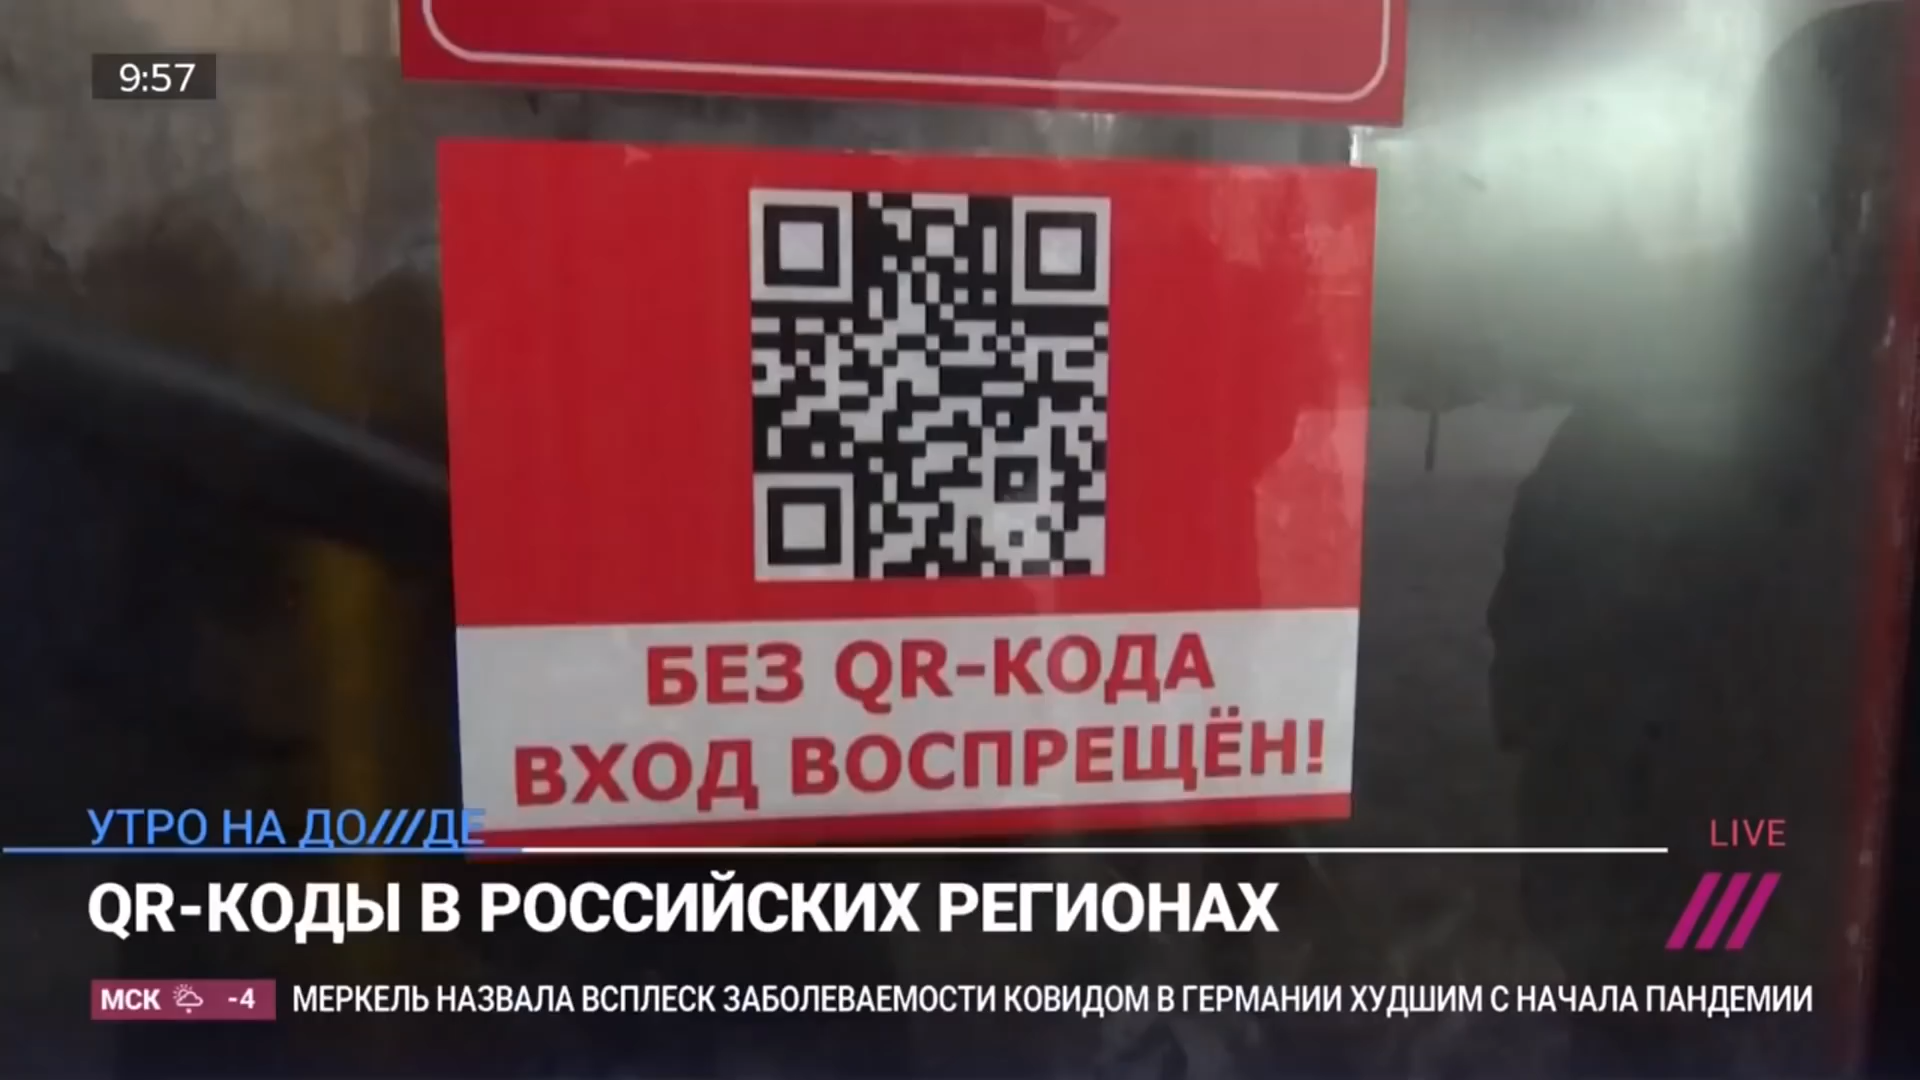 9:57
БЕЗ QR-КОДА
ВХОД ВОСПРЕЩЁН!
УТРО НА ДО///ДЕ
LIVE
QR-КОДЫ В РОССИЙСКИХ РЕГИОНАХ
МСК -4 МЕРКЕЛЬ НАЗВАЛА ВСПЛЕСК ЗАБОЛЕВАЕМОСТИ КОВИДОМ В ГЕРМАНИИ ХУДШИМ С НАЧАЛА ПАНДЕМИИ